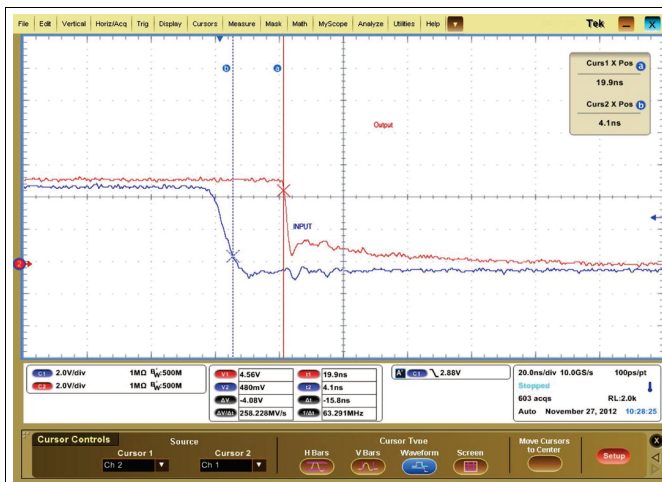 File Edit Vertical Horiz/Acq Trig Display Cursors Measure Mask Math MyScope Analyze Utilities Help Tek X
b a
Curs1 X Pos a
19.9ns
Curs2 X Pos b
4.1ns
Output
INPUT
2
C1 2.0V/div 1MΩ BW:500M
C2 2.0V/div 1MΩ BW:500M
V1 4.56V t1 19.9ns
V2 480mV t2 4.1ns
ΔV -4.08V Δt -15.8ns
ΔV/Δt 258.228MV/s 1/Δt 63.291MHz
A' C1 2.88V
20.0ns/div 10.0GS/s 100ps/pt
Stopped
603 acqs RL:2.0k
Auto November 27, 2012 10:28:25
Cursor Controls
Source
Cursor 1 Cursor 2
Ch 2 Ch 1
Cursor Type
H Bars V Bars Waveform Screen
Move Cursors
to Center
Setup
X